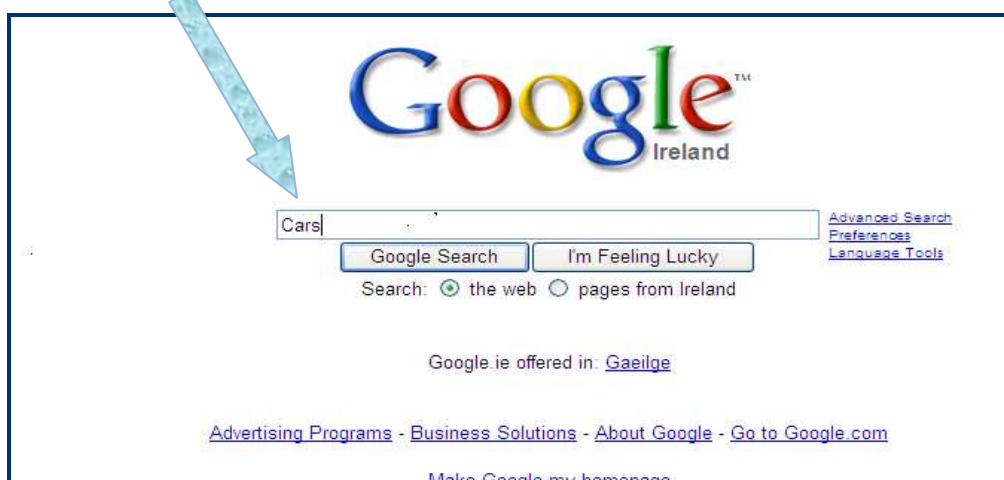 Google™
Ireland
Cars
Advanced Search
Preferences
Language Tools
Google Search
I'm Feeling Lucky
Search: the web pages from Ireland
Google.ie offered in: Gaeilge
Advertising Programs - Business Solutions - About Google - Go to Google.com
Make Google my homepage